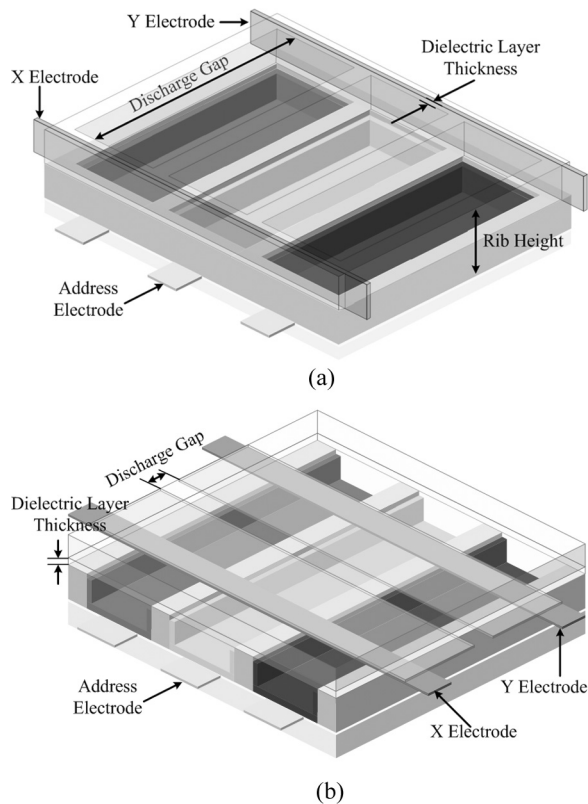 Y Electrode
X Electrode
Discharge Gap
Dielectric Layer
Thickness
Rib Height
Address
Electrode
(a)
Discharge Gap
Dielectric Layer
Thickness
Address
Electrode
Y Electrode
X Electrode
(b)